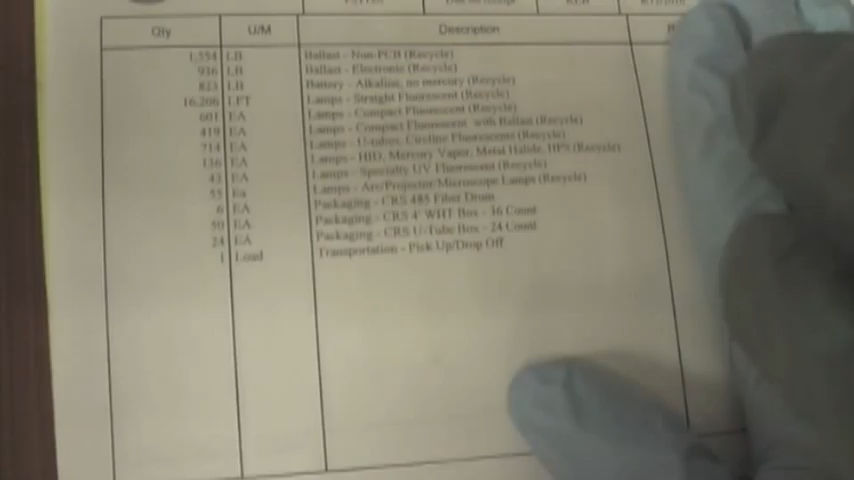 Qty U/M Description
1,554 LB Ballast - Non-PCB (Recycle)
936 LB Ballast - Electronic (Recycle)
823 LB Battery - Alkaline, no mercury (Recycle)
16,206 LFT Lamps - Straight Fluorescent (Recycle)
601 EA Lamps - Compact Fluorescent (Recycle)
419 EA Lamps - Compact Fluorescent with Ballast (Recycle)
714 EA Lamps - U-tubes, Circline Fluorescents (Recycle)
136 EA Lamps - HID, Mercury Vapor, Metal Halide, HPS (Recycle)
43 EA Lamps - Specialty UV Fluorescent (Recycle)
55 Ea Lamps - Arc/Projector/Microscope Lamps (Recycle)
6 EA Packaging - CRS 485 Fiber Drum
50 EA Packaging - CRS 4' WHT Box - 36 Count
24 EA Packaging - CRS U-Tube Box - 24 Count
1 Load Transportation - Pick Up/Drop Off